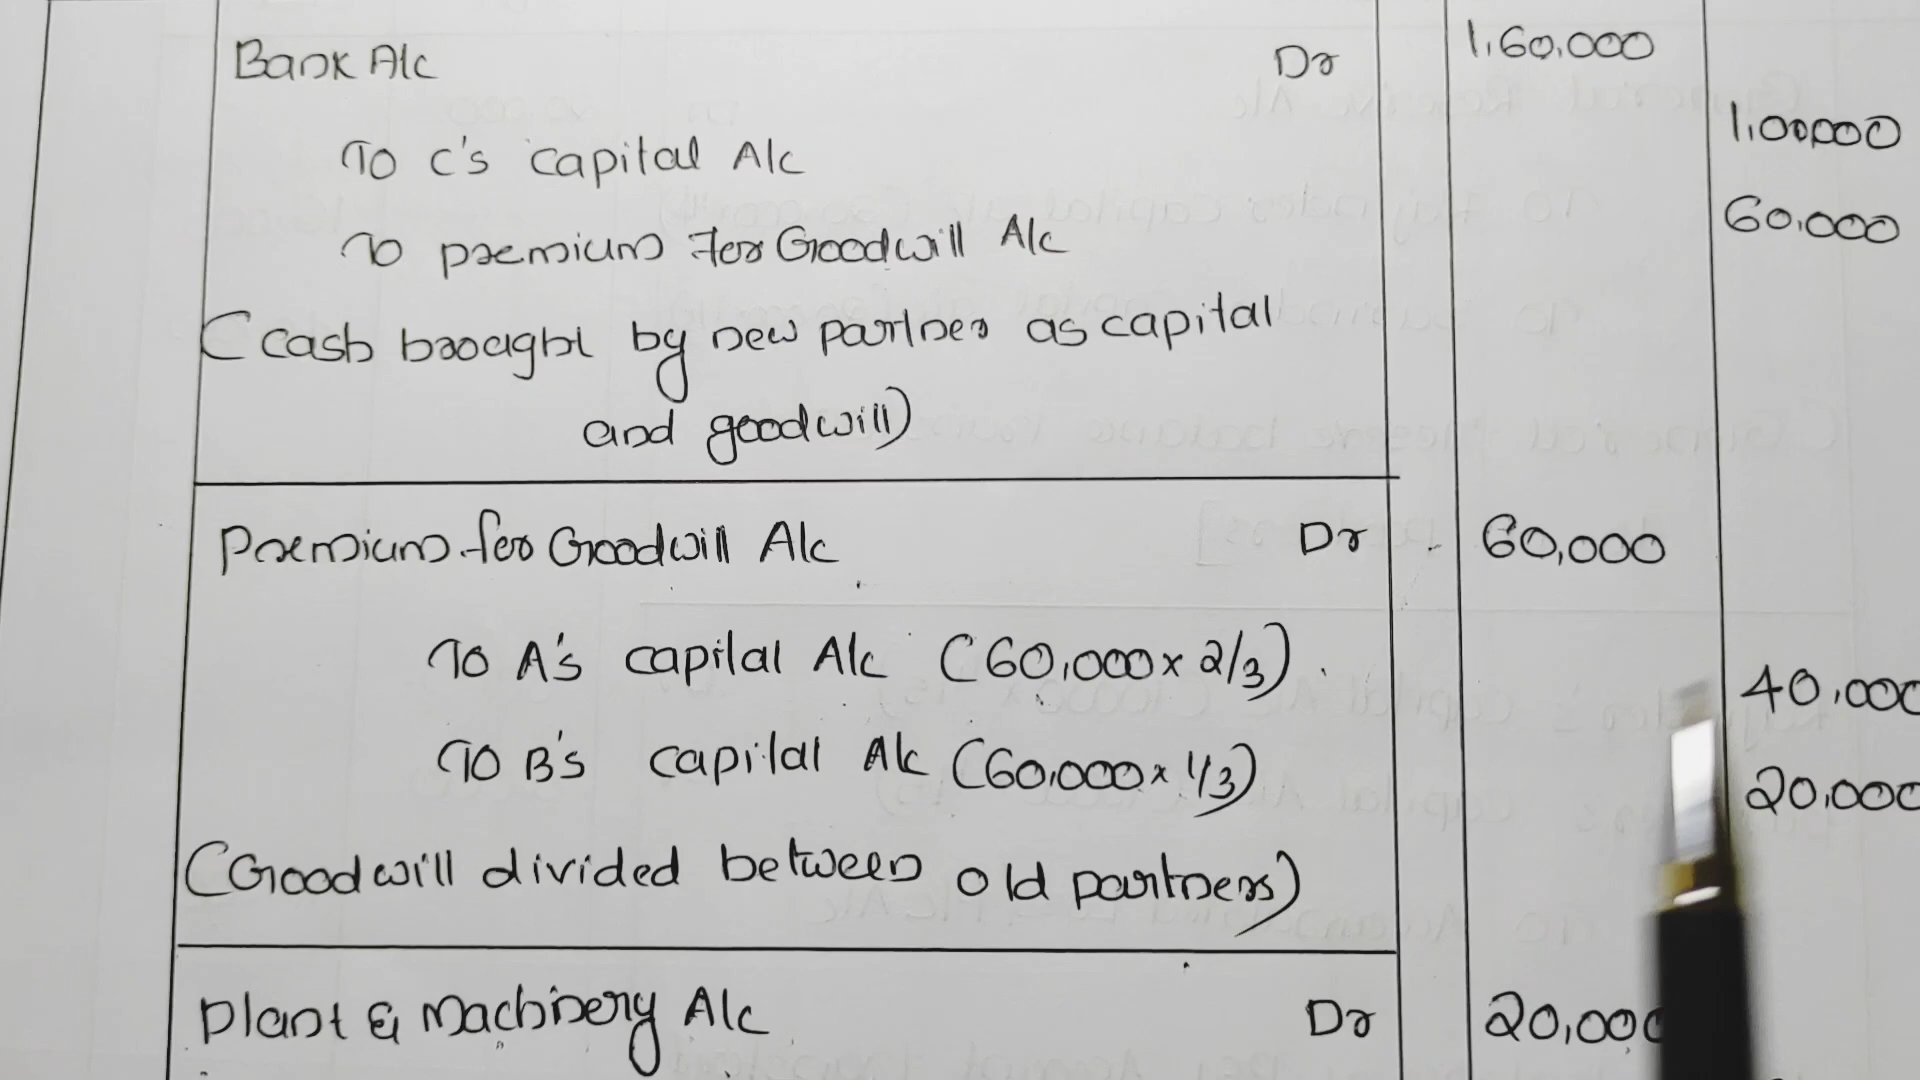 Bank A/c Dr 1,60,000
To C's capital A/c 1,00,000
To premium for Goodwill A/c 60,000
(cash brought by new partner as capital
and goodwill)
Premium for Goodwill A/c Dr 60,000
To A's capital A/c (60,000 x 2/3) 40,000
To B's capital A/c (60,000 x 1/3) 20,000
(Goodwill divided between old partners)
Plant & Machinery A/c Dr 20,000